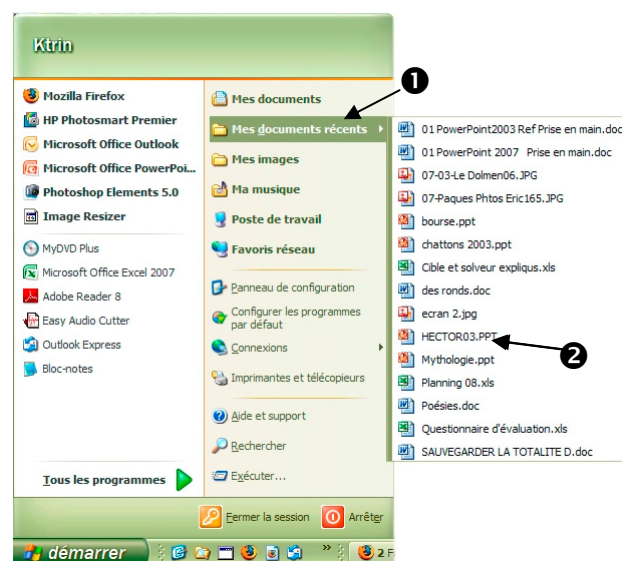 Ktrin
❶
Mozilla Firefox
HP Photosmart Premier
Microsoft Office Outlook
Microsoft Office PowerPoi...
Photoshop Elements 5.0
Image Resizer
MyDVD Plus
Microsoft Office Excel 2007
Adobe Reader 8
Easy Audio Cutter
Outlook Express
Bloc-notes
Tous les programmes
Mes documents
Mes documents récents
Mes images
Ma musique
Poste de travail
Favoris réseau
Panneau de configuration
Configurer les programmes
par défaut
Connexions
Imprimantes et télécopieurs
Aide et support
Rechercher
Exécuter...
01 PowerPoint2003 Ref Prise en main.doc
01 PowerPoint 2007 Prise en main.doc
07-03-Le Dolmen06.JPG
07-Paques Phtos Eric165.JPG
bourse.ppt
chattons 2003.ppt
Cible et solveur expliqus.xls
des ronds.doc
ecran 2.jpg
HECTOR03.PPT
❷
Mythologie.ppt
Planning 08.xls
Poésies.doc
Questionnaire d'évaluation.xls
SAUVEGARDER LA TOTALITE D.doc
Fermer la session
Arrêter
démarrer
»
2 F